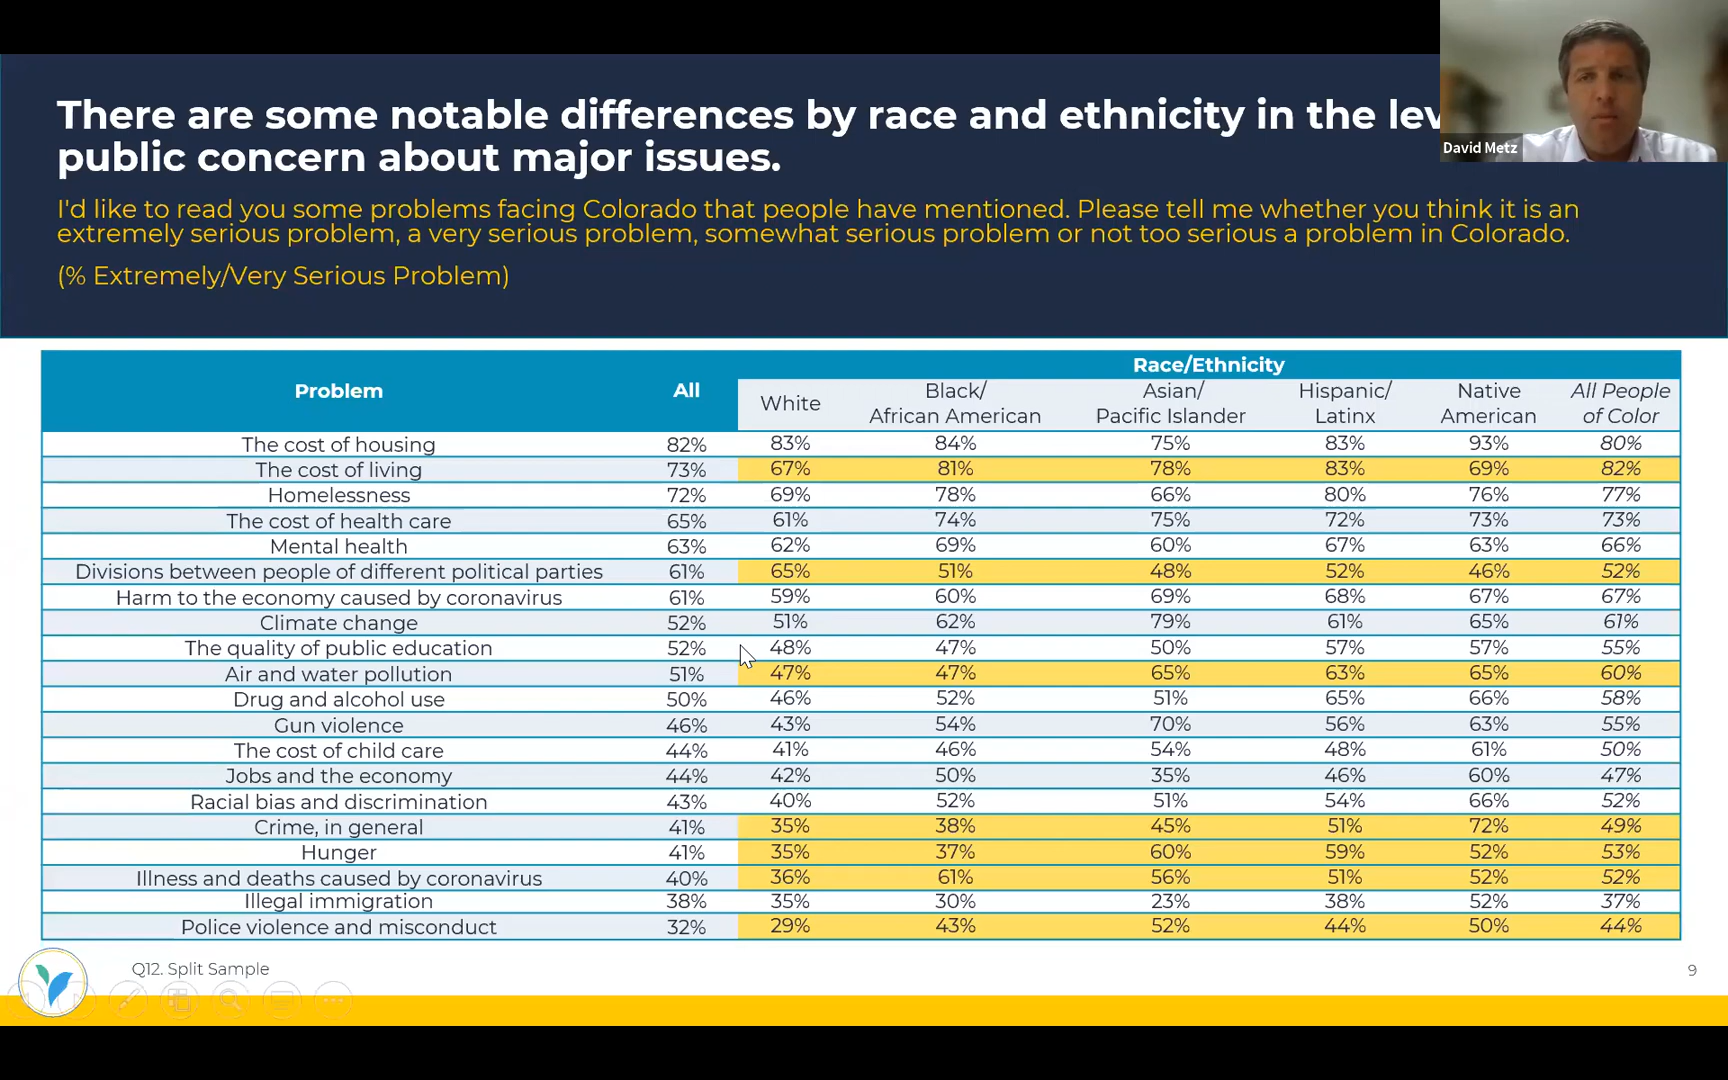 There are some notable differences by race and ethnicity in the lev
public concern about major issues.
David Metz
I'd like to read you some problems facing Colorado that people have mentioned. Please tell me whether you think it is an
extremely serious problem, a very serious problem, somewhat serious problem or not too serious a problem in Colorado.
(% Extremely/Very Serious Problem)
Race/Ethnicity
Problem All White Black/ African American Asian/ Pacific Islander Hispanic/ Latinx Native American All People of Color
The cost of housing 82% 83% 84% 75% 83% 93% 80%
The cost of living 73% 67% 81% 78% 83% 69% 82%
Homelessness 72% 69% 78% 66% 80% 76% 77%
The cost of health care 65% 61% 74% 75% 72% 73% 73%
Mental health 63% 62% 69% 60% 67% 63% 66%
Divisions between people of different political parties 61% 65% 51% 48% 52% 46% 52%
Harm to the economy caused by coronavirus 61% 59% 60% 69% 68% 67% 67%
Climate change 52% 51% 62% 79% 61% 65% 61%
The quality of public education 52% 48% 47% 50% 57% 57% 55%
Air and water pollution 51% 47% 47% 65% 63% 65% 60%
Drug and alcohol use 50% 46% 52% 51% 65% 66% 58%
Gun violence 46% 43% 54% 70% 56% 63% 55%
The cost of child care 44% 41% 46% 54% 48% 61% 50%
Jobs and the economy 44% 42% 50% 35% 46% 60% 47%
Racial bias and discrimination 43% 40% 52% 51% 54% 66% 52%
Crime, in general 41% 35% 38% 45% 51% 72% 49%
Hunger 41% 35% 37% 60% 59% 52% 53%
Illness and deaths caused by coronavirus 40% 36% 61% 56% 51% 52% 52%
Illegal immigration 38% 35% 30% 23% 38% 52% 37%
Police violence and misconduct 32% 29% 43% 52% 44% 50% 44%
Q12. Split Sample
9